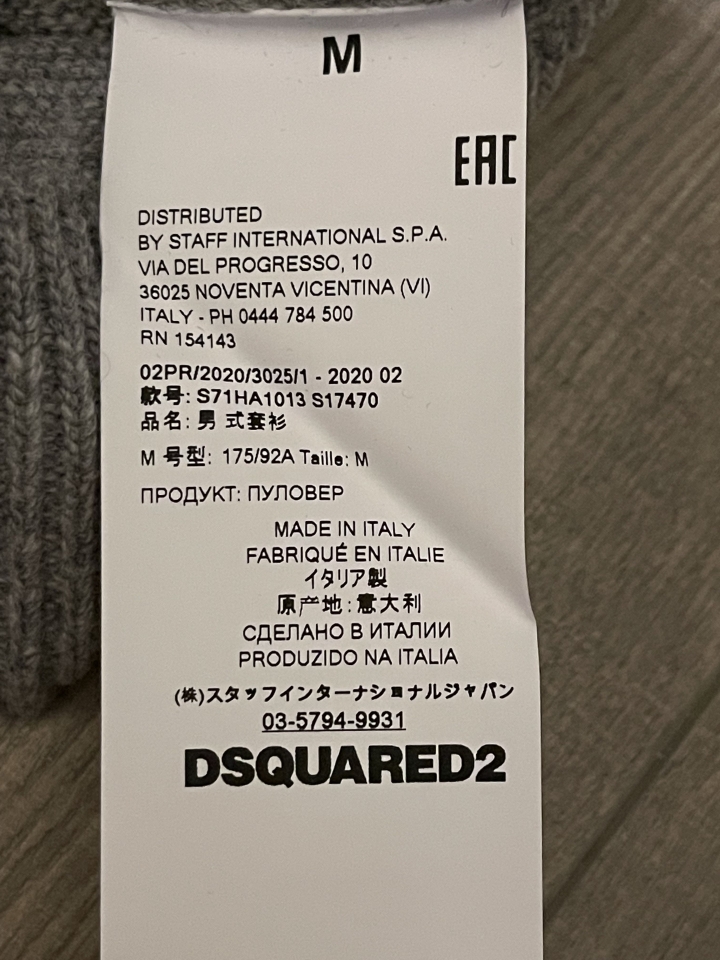 M
EAC
DISTRIBUTED
BY STAFF INTERNATIONAL S.P.A.
VIA DEL PROGRESSO, 10
36025 NOVENTA VICENTINA (VI)
ITALY - PH 0444 784 500
RN 154143
02PR/2020/3025/1 - 2020 02
款号: S71HA1013 S17470
品名: 男 式套衫
M 号型: 175/92A Taille: M
ПРОДУКТ: ПУЛОВЕР
MADE IN ITALY
FABRIQUÉ EN ITALIE
イタリア製
原产地:意大利
СДЕЛАНО В ИТАЛИИ
PRODUZIDO NA ITALIA
(株)スタッフインターナショナルジャパン
03-5794-9931
DSQUARED2